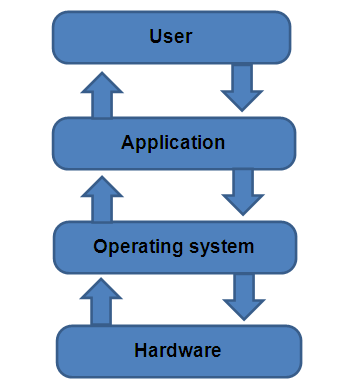 User
Application
Operating system
Hardware